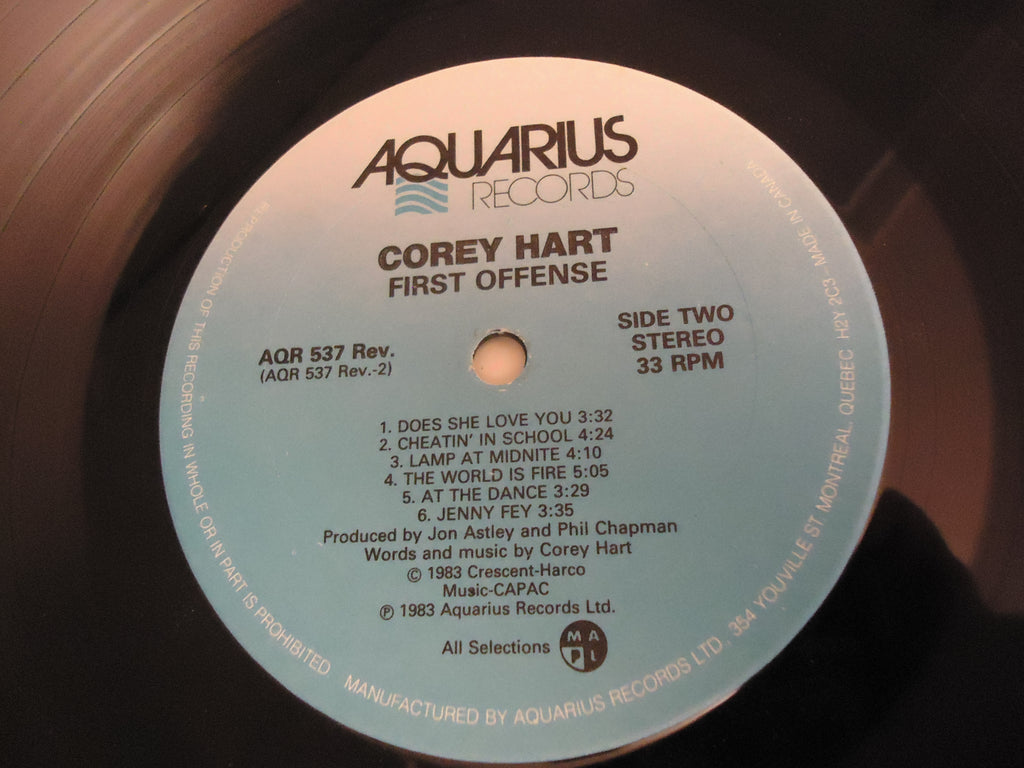 AQUARIUS
RECORDS
COREY HART
FIRST OFFENSE
AQR 537 Rev.
(AQR 537 Rev.-2)
SIDE TWO
STEREO
33 RPM
1. DOES SHE LOVE YOU 3:32
2. CHEATIN' IN SCHOOL 4:24
3. LAMP AT MIDNITE 4:10
4. THE WORLD IS FIRE 5:05
5. AT THE DANCE 3:29
6. JENNY FEY 3:35
Produced by Jon Astley and Phil Chapman
Words and music by Corey Hart
© 1983 Crescent-Harco
Music-CAPAC
℗ 1983 Aquarius Records Ltd.
All Selections
M A
P L
REPRODUCTION OF THIS RECORDING IN WHOLE OR IN PART IS PROHIBITED
MANUFACTURED BY AQUARIUS RECORDS LTD. 354 YOUVILLE ST MONTREAL, QUEBEC H2Y 2C3 - MADE IN CANADA